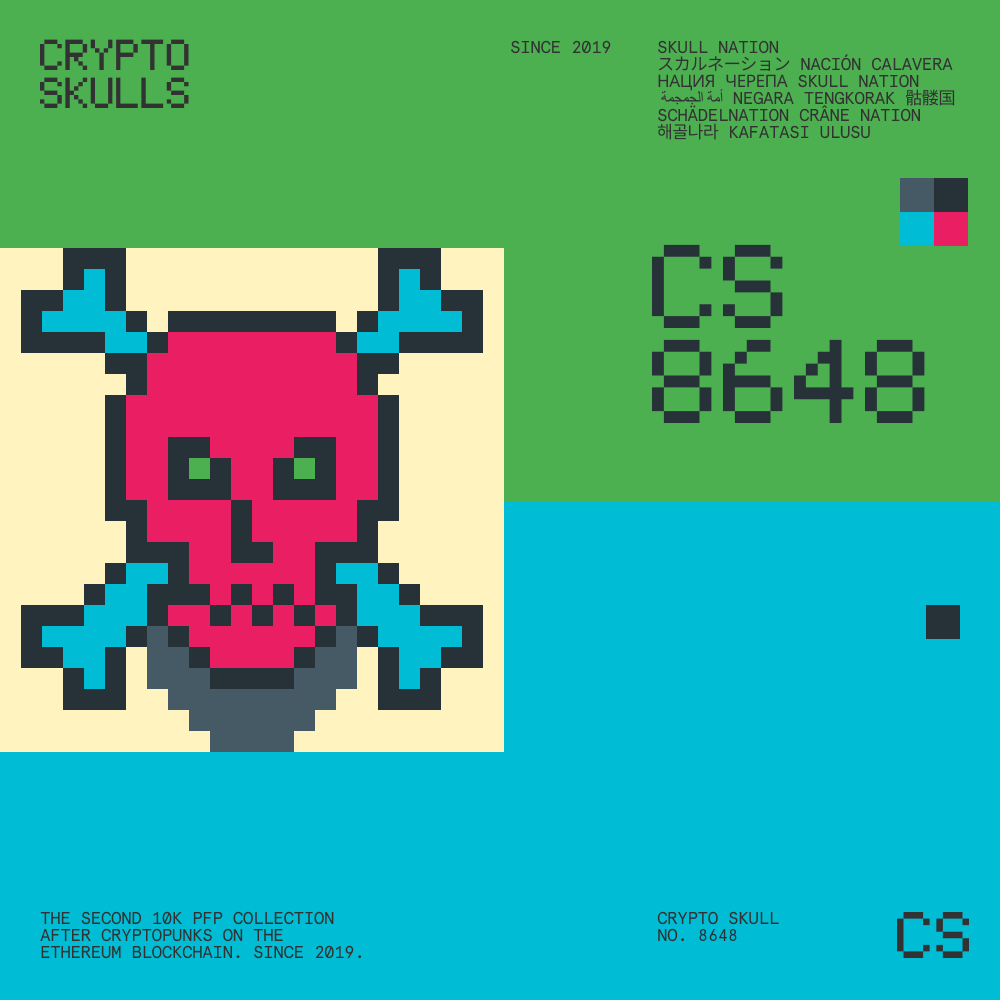 CRYPTO
SKULLS
SINCE 2019
SKULL NATION
スカルネーション NACIÓN CALAVERA
НАЦИЯ ЧЕРЕПА SKULL NATION
أمة الجمجمة NEGARA TENGKORAK 骷髅国
SCHÄDELNATION CRÂNE NATION
해골나라 KAFATASI ULUSU
CS
8648
THE SECOND 10K PFP COLLECTION
AFTER CRYPTOPUNKS ON THE
ETHEREUM BLOCKCHAIN. SINCE 2019.
CRYPTO SKULL
NO. 8648
CS